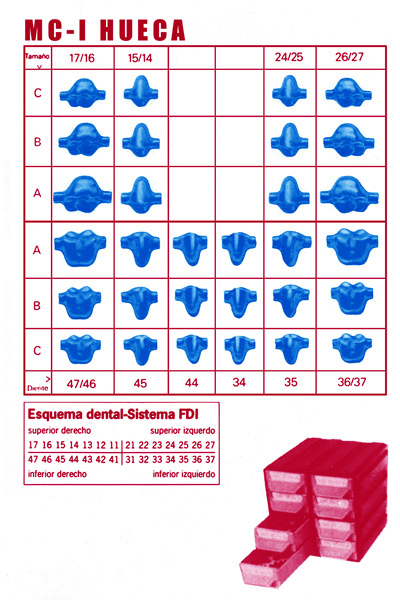 MC-I HUECA
Tamaño 17/16 15/14 24/25 26/27
C
B
A
A
B
C
Diente 47/46 45 44 34 35 36/37
Esquema dental-Sistema FDI
superior derecho superior izquerdo
17 16 15 14 13 12 11 21 22 23 24 25 26 27
47 46 45 44 43 42 41 31 32 33 34 35 36 37
inferior derecho inferior izquierdo